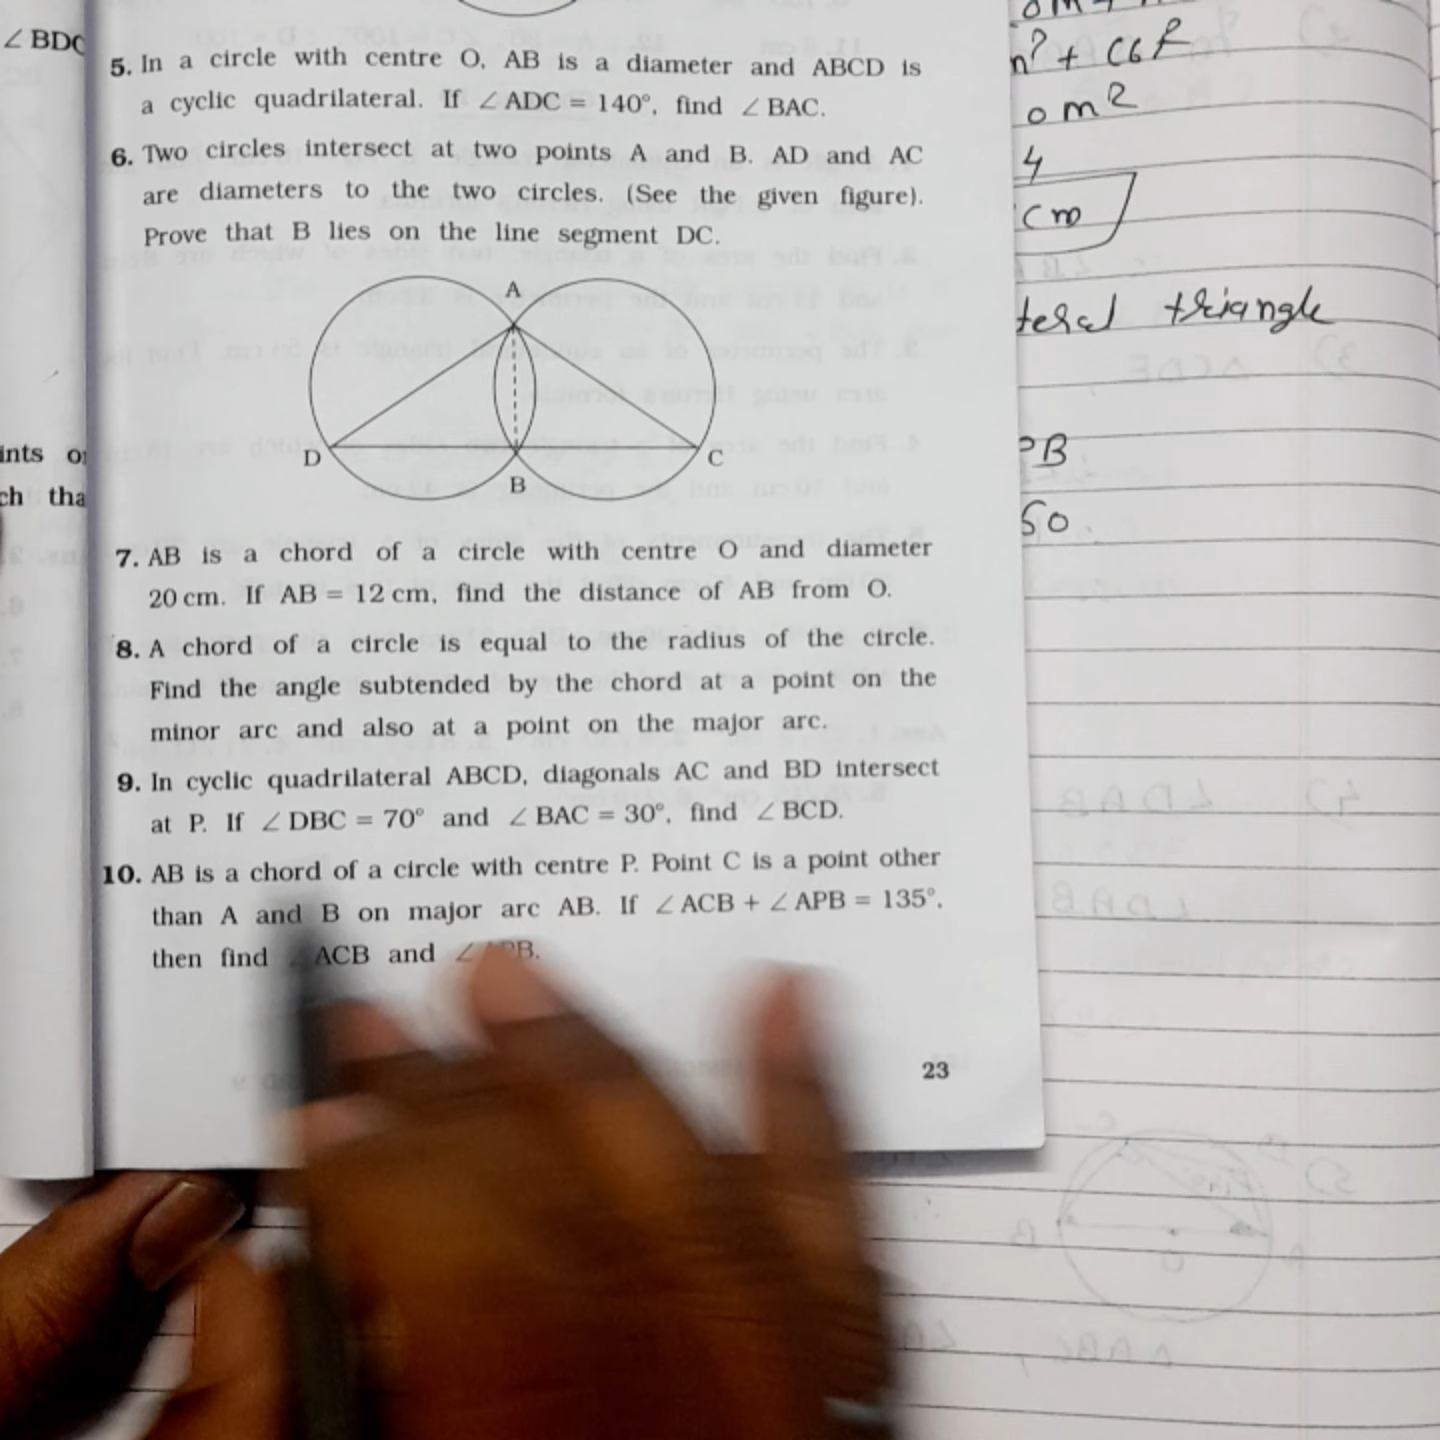 ∠ BDC
5. In a circle with centre O, AB is a diameter and ABCD is
a cyclic quadrilateral. If ∠ ADC = 140°, find ∠ BAC.
6. Two circles intersect at two points A and B. AD and AC
are diameters to the two circles. (See the given figure).
Prove that B lies on the line segment DC.
A
D
C
B
ints
ch tha
7. AB is a chord of a circle with centre O and diameter
20 cm. If AB = 12 cm, find the distance of AB from O.
8. A chord of a circle is equal to the radius of the circle.
Find the angle subtended by the chord at a point on the
minor arc and also at a point on the major arc.
9. In cyclic quadrilateral ABCD, diagonals AC and BD intersect
at P. If ∠ DBC = 70° and ∠ BAC = 30°, find ∠ BCD.
10. AB is a chord of a circle with centre P. Point C is a point other
than A and B on major arc AB. If ∠ ACB + ∠ APB = 135°,
then find ∠ ACB and ∠ APB.
23
om²
4
cm
teral triangle
PB
50